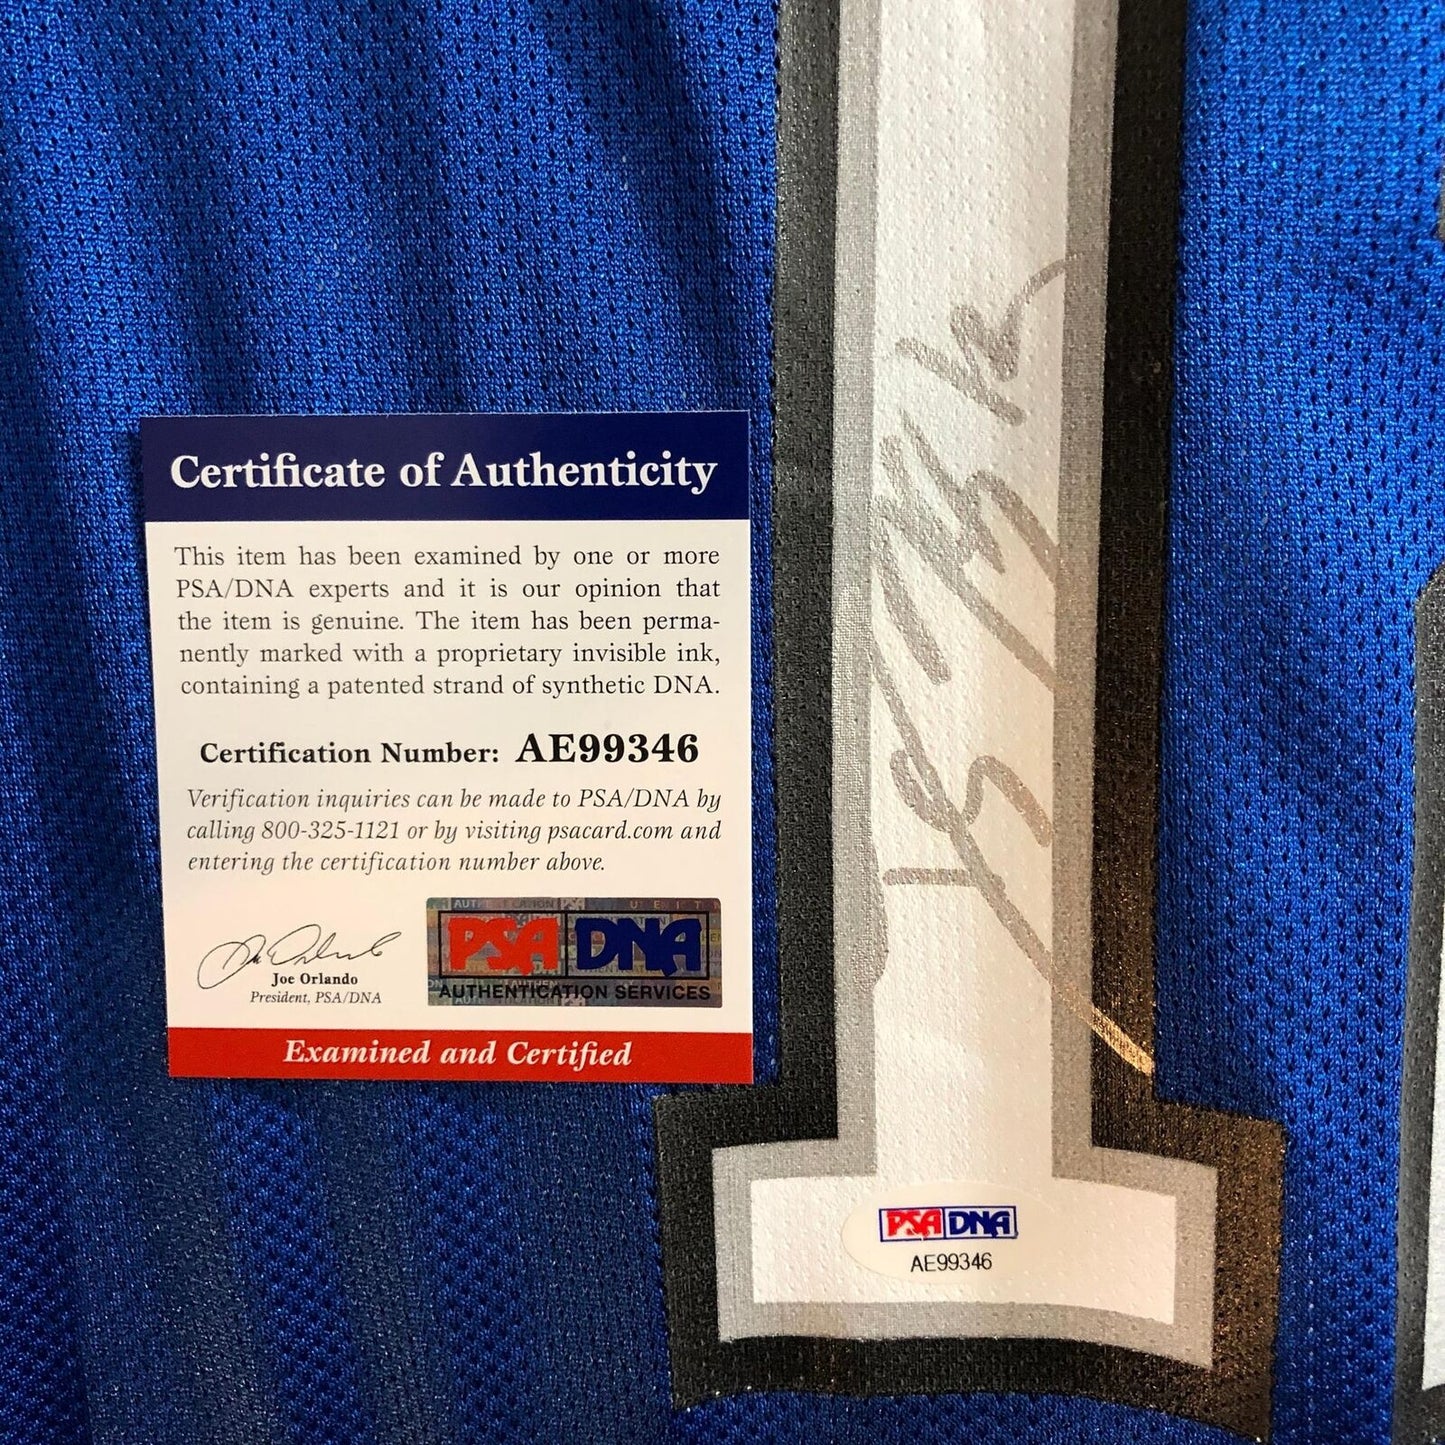 Certificate of Authenticity
This item has been examined by one or more
PSA/DNA experts and it is our opinion that
the item is genuine. The item has been perma-
nently marked with a proprietary invisible ink,
containing a patented strand of synthetic DNA.
Certification Number: AE99346
Verification inquiries can be made to PSA/DNA by
calling 800-325-1121 or by visiting psacard.com and
entering the certification number above.
Joe Orlando
President, PSA/DNA
PSA DNA
AUTHENTICATION SERVICES
Examined and Certified
1
PSA DNA
AE99346